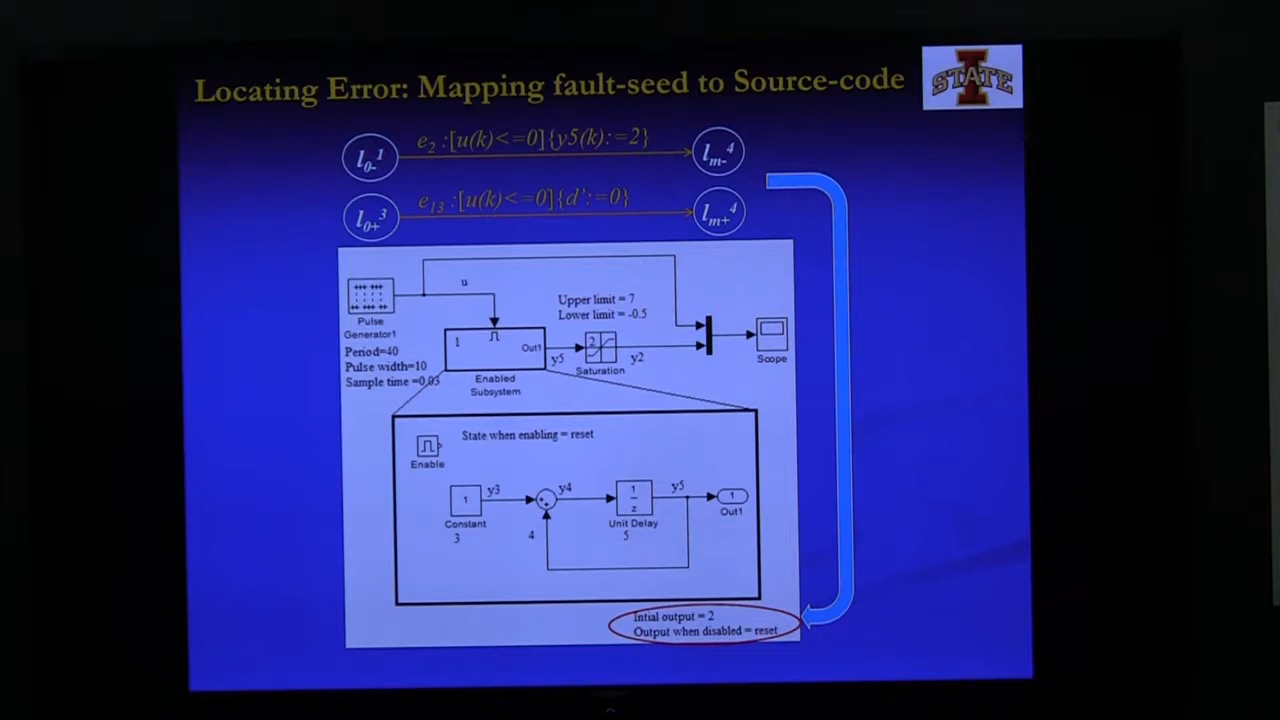 Locating Error: Mapping fault-seed to Source-code
STATE
l0-1 e2 :[u(k)<=0]{y5(k):=2} lm-4
l0+3 e13 :[u(k)<=0]{d':=0} lm+4
u
Upper limit = 7
Lower limit = -0.5
Pulse
Generator1
Period=40
Pulse width=10
Sample time =0.03
1
Out1
y5
2
y2
Saturation
Scope
Enabled
Subsystem
State when enabling = reset
Enable
1
y3
y4
1
z
y5
1
Constant
Unit Delay
Out1
3
4
5
Intial output = 2
Output when disabled = reset